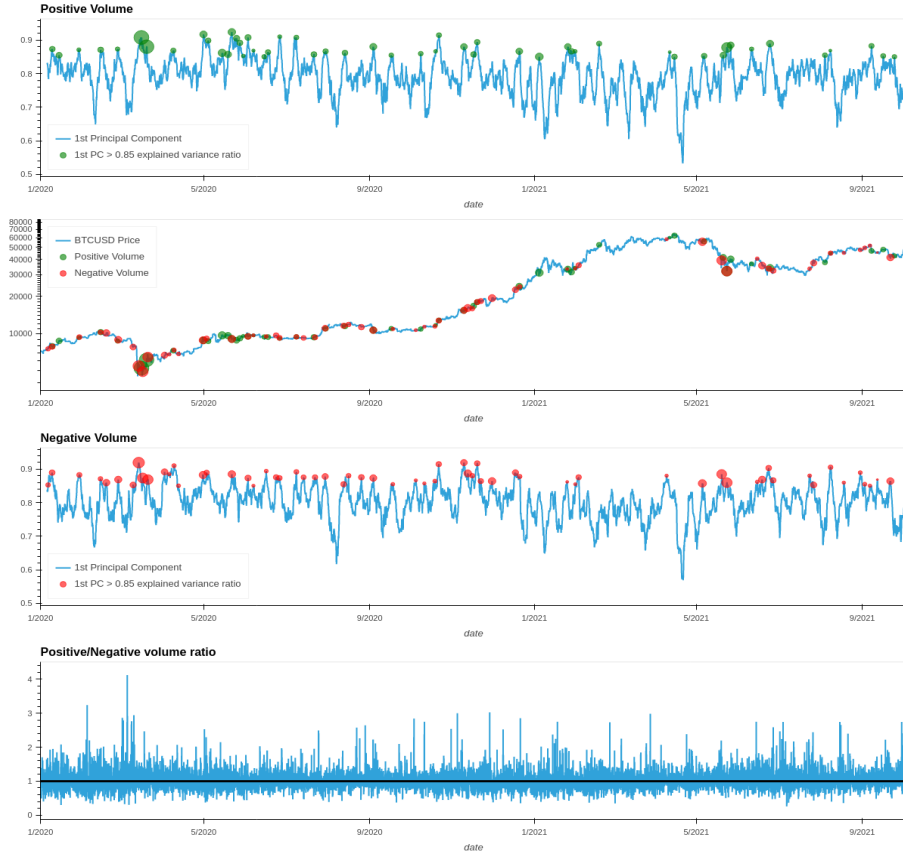 Positive Volume
0.9
0.8
0.7
0.6
0.5
1st Principal Component
1st PC > 0.85 explained variance ratio
1/2020 5/2020 9/2020 1/2021 5/2021 9/2021
date
80000
70000
60000
50000
40000
30000
20000
10000
BTCUSD Price
Positive Volume
Negative Volume
1/2020 5/2020 9/2020 1/2021 5/2021 9/2021
date
Negative Volume
0.9
0.8
0.7
0.6
0.5
1st Principal Component
1st PC > 0.85 explained variance ratio
1/2020 5/2020 9/2020 1/2021 5/2021 9/2021
date
Positive/Negative volume ratio
4
3
2
1
0
1/2020 5/2020 9/2020 1/2021 5/2021 9/2021
date